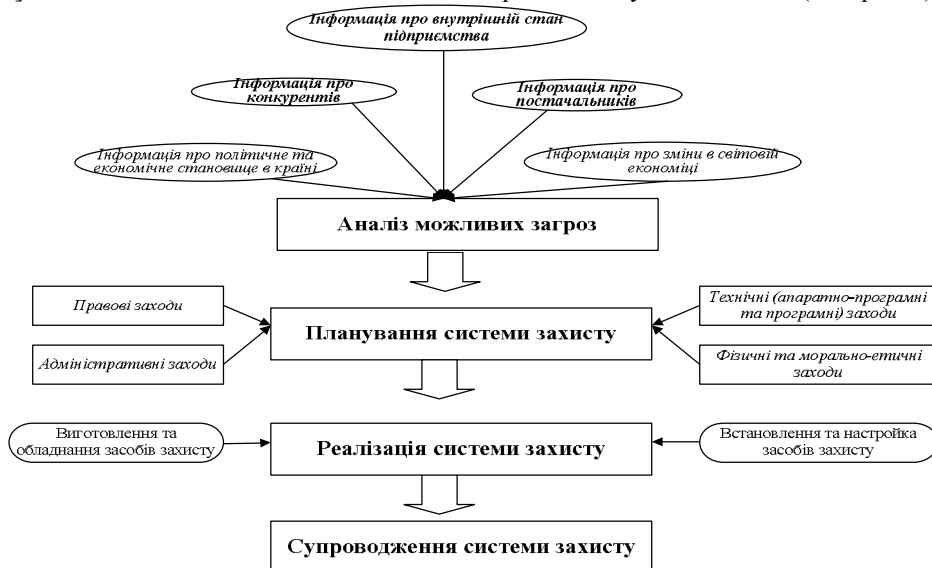 Інформація про внутрішній стан
підприємства
Інформація про
конкурентів
Інформація про
постачальників
Інформація про політичне та
економічне становище в країні
Інформація про зміни в світовій
економіці
Аналіз можливих загроз
Правові заходи
Технічні (апаратно-програмні
та програмні) заходи
Планування системи захисту
Адміністративні заходи
Фізичні та морально-етичні
заходи
Виготовлення та
обладнання засобів захисту
Реалізація системи захисту
Встановлення та настройка
засобів захисту
Супроводження системи захисту